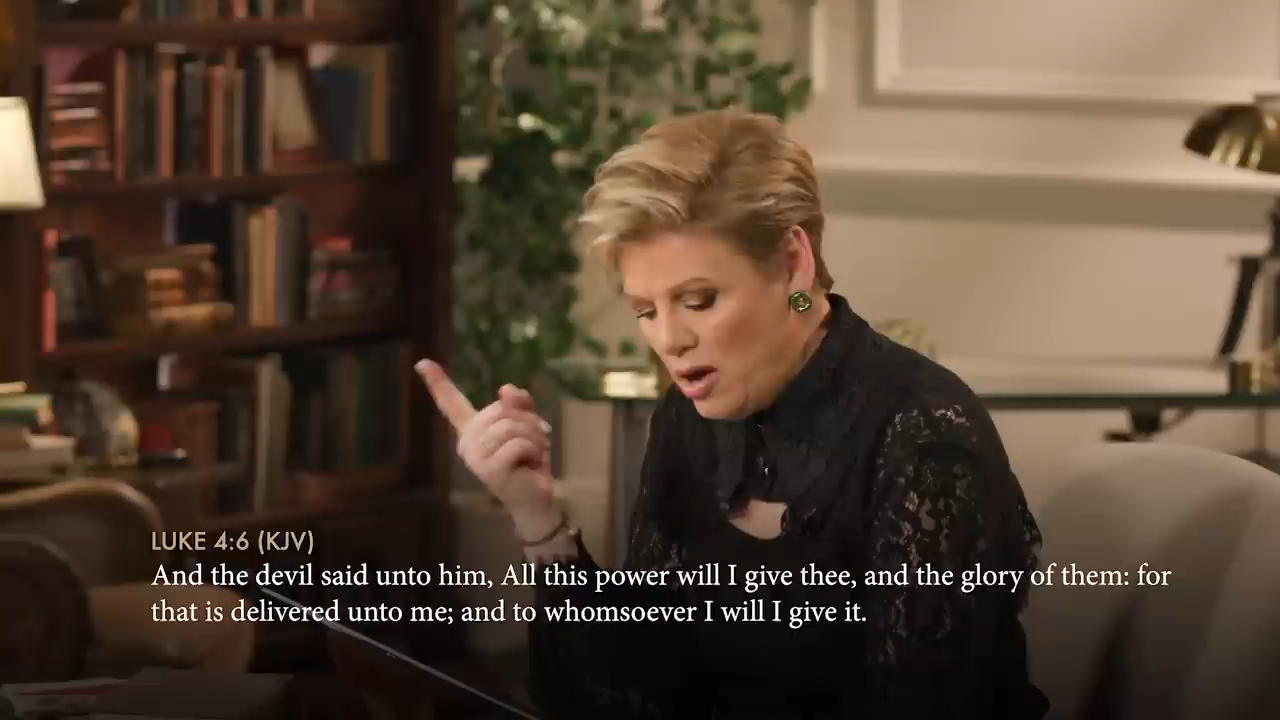 LUKE 4:6 (KJV)
And the devil said unto him, All this power will I give thee, and the glory of them: for
that is delivered unto me; and to whomsoever I will I give it.